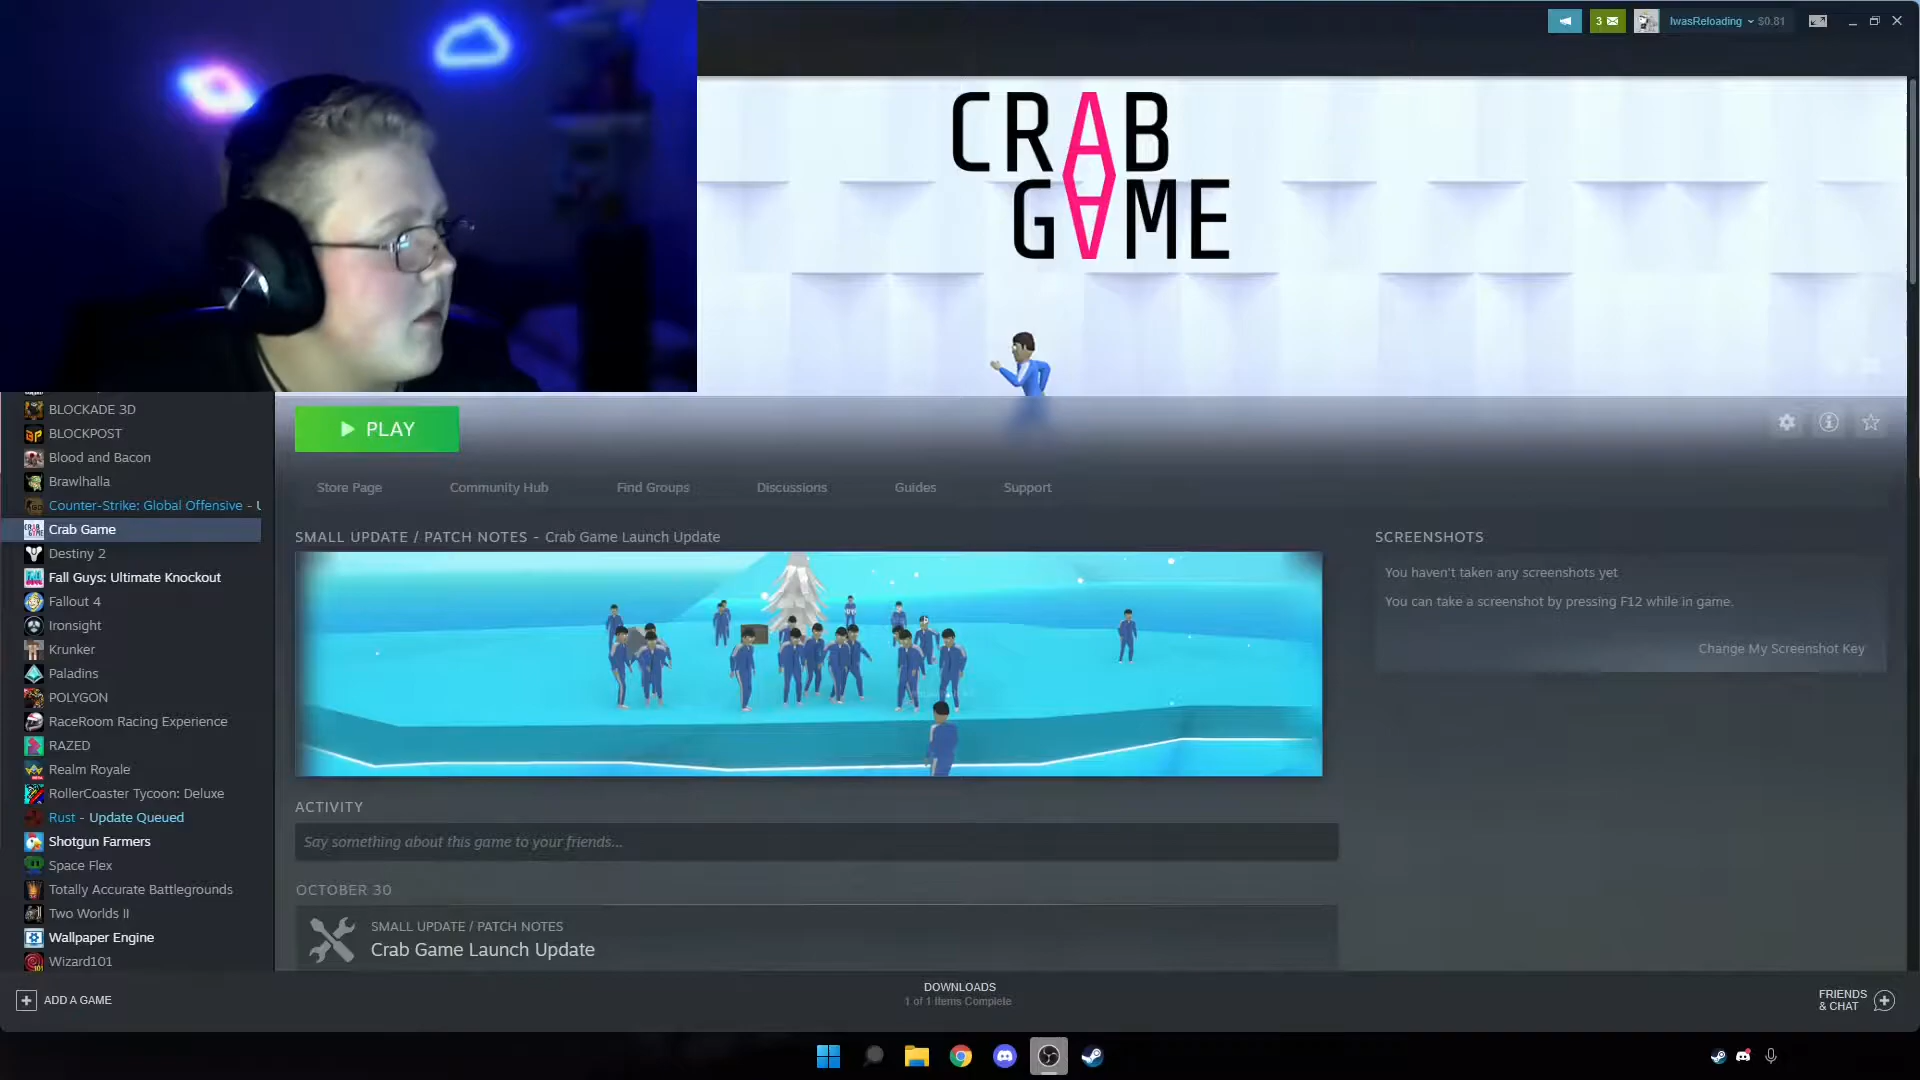 3
IwasReloading
$0.81
CRAB
GAME
BLOCKADE 3D
BLOCKPOST
Blood and Bacon
Brawlhalla
Counter-Strike: Global Offensive - U
Crab Game
Destiny 2
Fall Guys: Ultimate Knockout
Fallout 4
Ironsight
Krunker
Paladins
POLYGON
RaceRoom Racing Experience
RAZED
Realm Royale
RollerCoaster Tycoon: Deluxe
Rust - Update Queued
Shotgun Farmers
Space Flex
Totally Accurate Battlegrounds
Two Worlds II
Wallpaper Engine
Wizard101
PLAY
Store Page
Community Hub
Find Groups
Discussions
Guides
Support
SMALL UPDATE / PATCH NOTES - Crab Game Launch Update
ACTIVITY
Say something about this game to your friends...
OCTOBER 30
SMALL UPDATE / PATCH NOTES
Crab Game Launch Update
SCREENSHOTS
You haven't taken any screenshots yet
You can take a screenshot by pressing F12 while in game.
Change My Screenshot Key
ADD A GAME
DOWNLOADS
1 of 1 Items Complete
FRIENDS
& CHAT